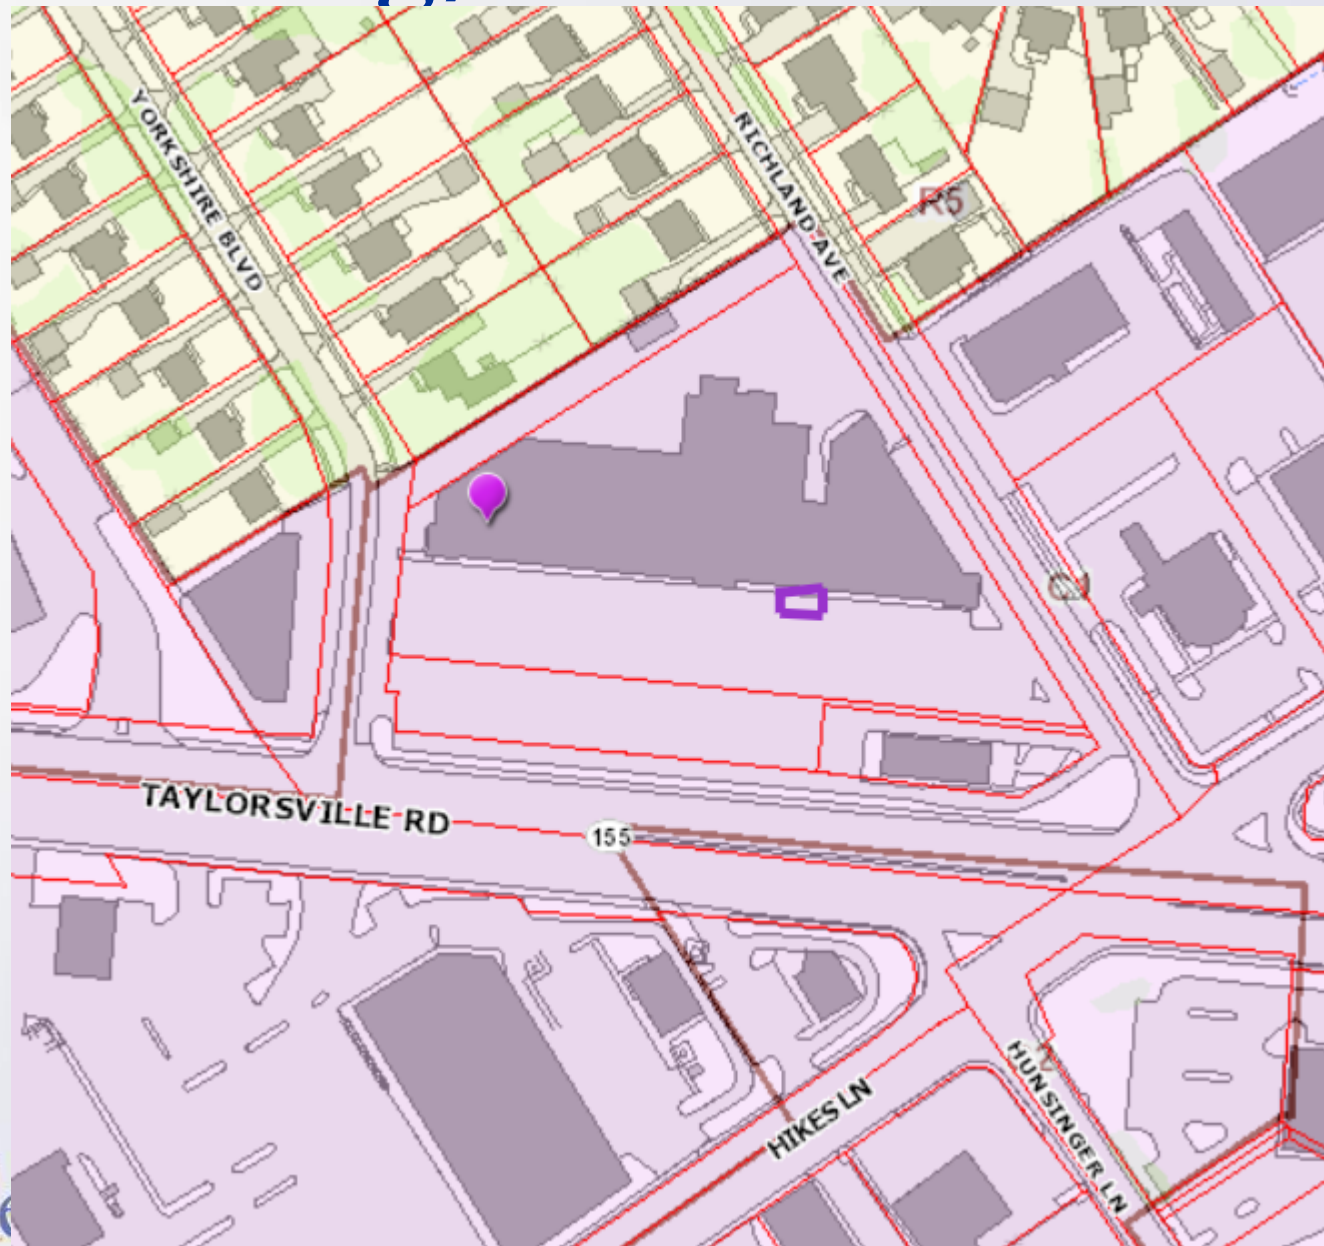 YORKSHIRE BLVD
RICHLAND AVE
R5
TAYLORSVILLE RD
155
HIKES LN
HUNSINGER LN